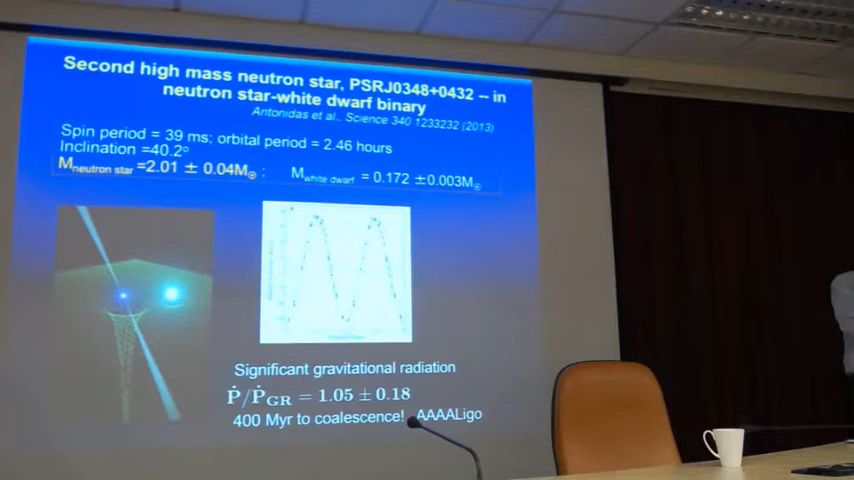 Second high mass neutron star, PSRJ0348+0432 -- in
neutron star-white dwarf binary
Antonidas et al., Science 340 1233232 (2013)
Spin period = 39 ms; orbital period = 2.46 hours
Inclination =40.2°
Mneutron star=2.01 ± 0.04M⊙ ; Mwhite dwarf = 0.172 ±0.003M⊙
Significant gravitational radiation
Ṗ/ṖGR = 1.05 ± 0.18
400 Myr to coalescence! AAAALigo